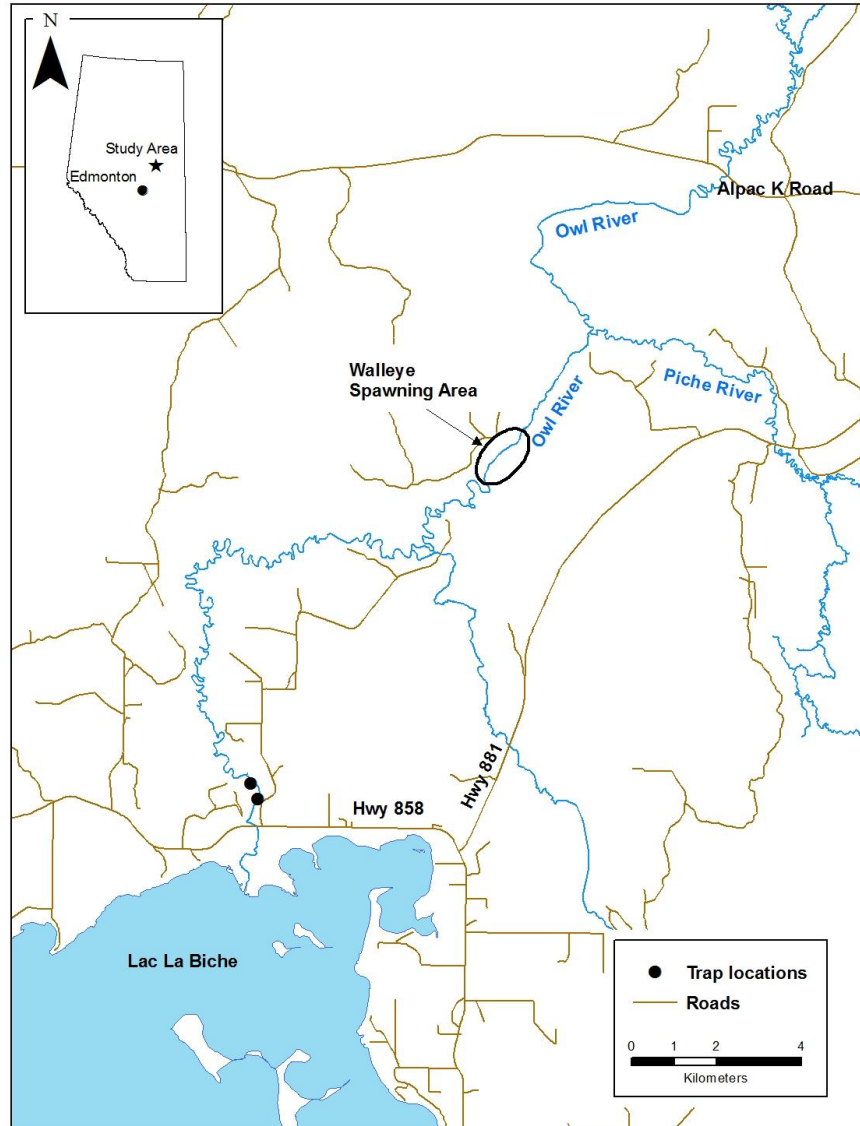 N
Study Area
Edmonton
Alpac K Road
Owl River
Walleye
Spawning Area
Owl River
Piche River
Hwy 881
Hwy 858
Lac La Biche
Trap locations
Roads
0 1 2 4
Kilometers